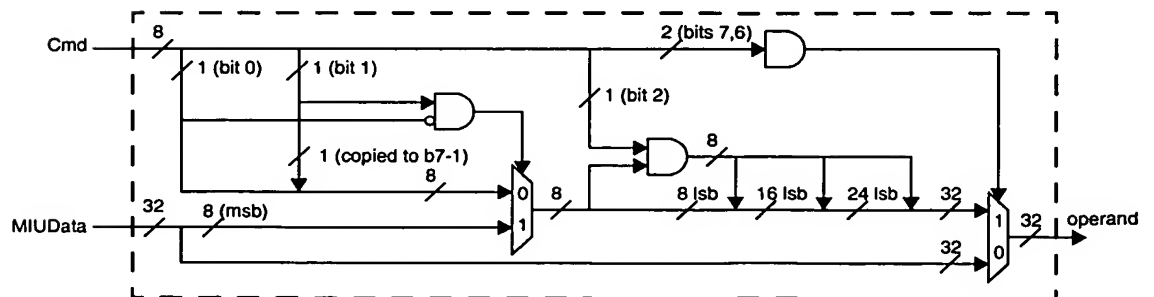 8
2 (bits 7,6)
Cmd
1 (bit 0)
1 (bit 1)
1 (bit 2)
8
1 (copied to b7-1)
8
0
1
8
8 lsb
16 lsb
24 lsb
32
32
8 (msb)
MIUData
1
0
32
operand
32